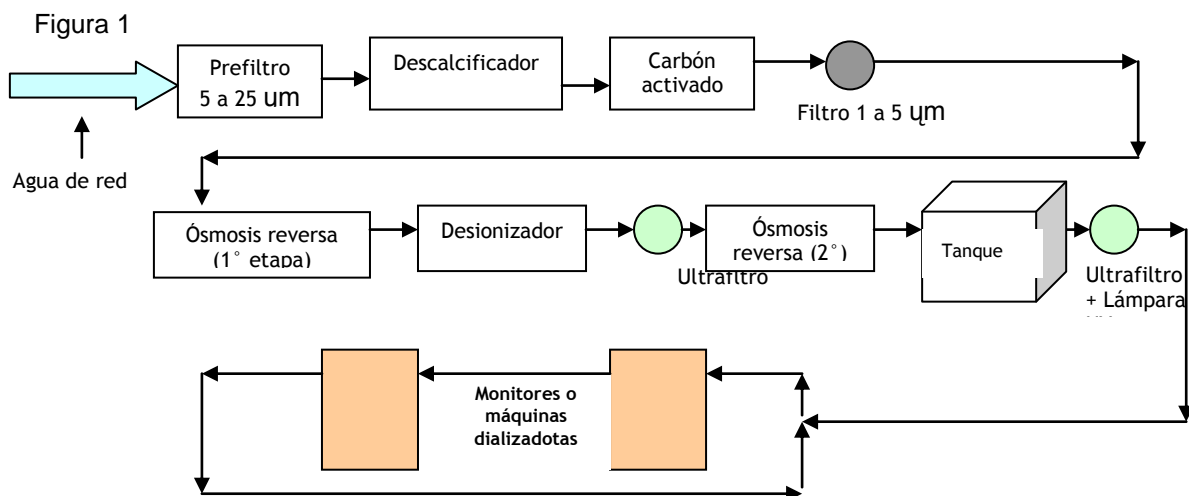 Figura 1
Prefiltro
5 a 25 um
Descalcificador
Carbón
activado
Filtro 1 a 5 ųm
Agua de red
Ósmosis reversa
(1° etapa)
Desionizador
Ultrafiltro
Ósmosis
reversa (2°)
Tanque
Ultrafiltro
+ Lámpara
Monitores o
máquinas
dializadotas